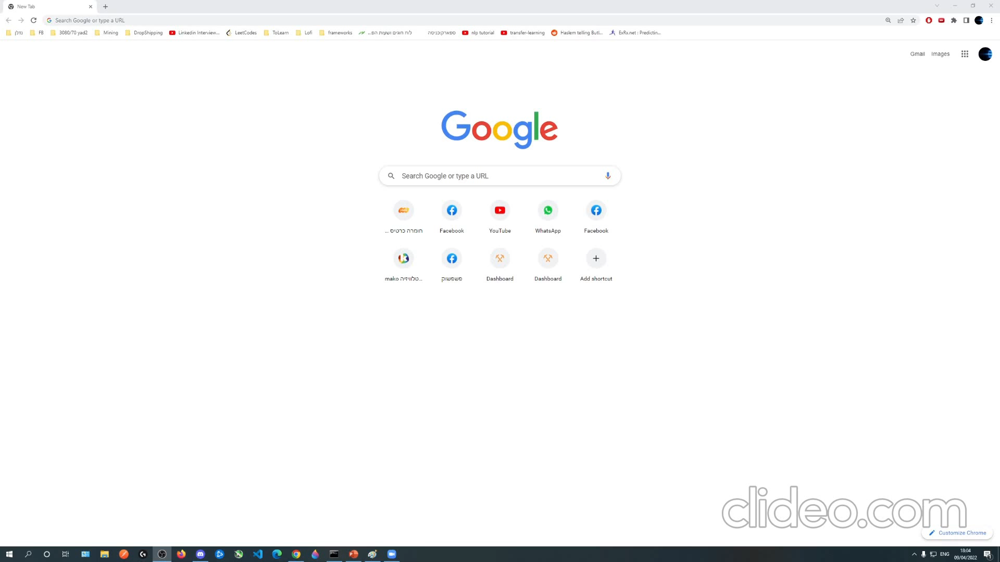 New Tab
Search Google or type a URL
נדלן FB 3080/70 yad2 Mining DropShipping Linkedin Interview... LeetCodes ToLearn Lofi frameworks לוח חוגים ושעות הפ... ספארק:כניסה nlp tutorial transfer-learning Haslem telling Butl... ExRx.net : Predictin...
Gmail Images
Google
Search Google or type a URL
חומרה כרטיס ... Facebook YouTube WhatsApp Facebook
mako טלוויזיה... פשפשוק Dashboard Dashboard Add shortcut
clideo.com
Customize Chrome
ENG 18:04
09/04/2022